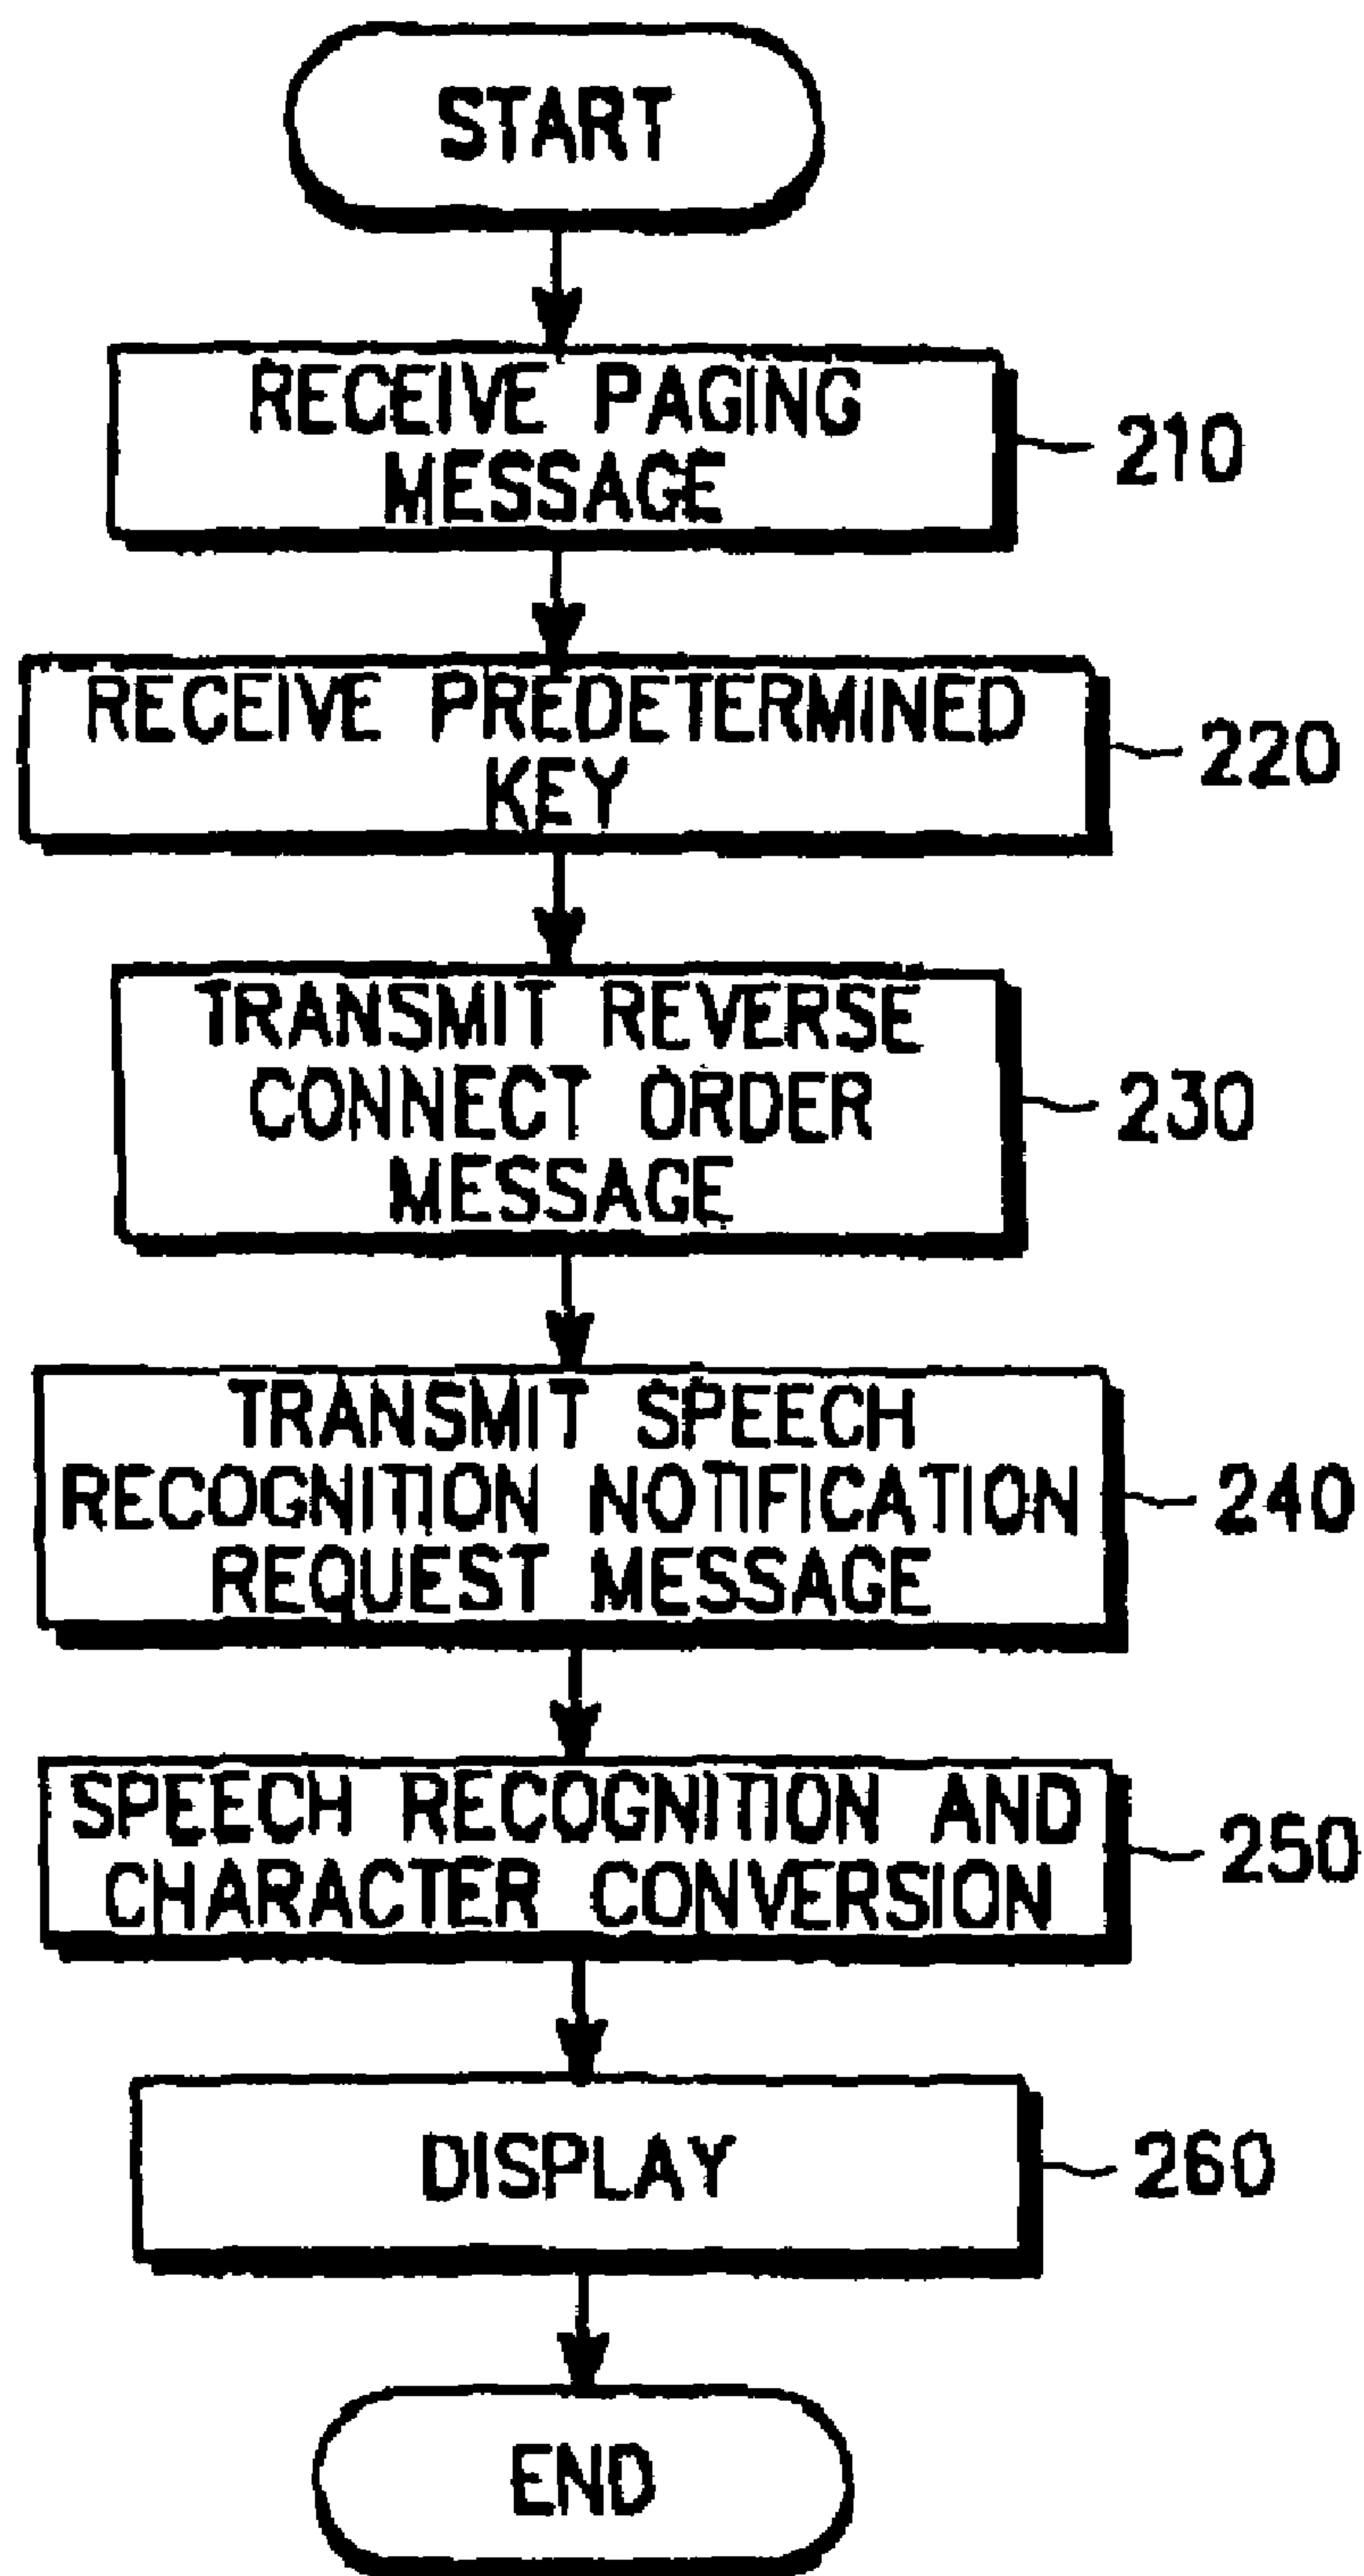 START
RECEIVE PAGING
MESSAGE
210
RECEIVE PREDETERMINED
KEY
220
TRANSMIT REVERSE
CONNECT ORDER
MESSAGE
230
TRANSMIT SPEECH
RECOGNITION NOTIFICATION
REQUEST MESSAGE
240
SPEECH RECOGNITION AND
CHARACTER CONVERSION
250
DISPLAY
260
END